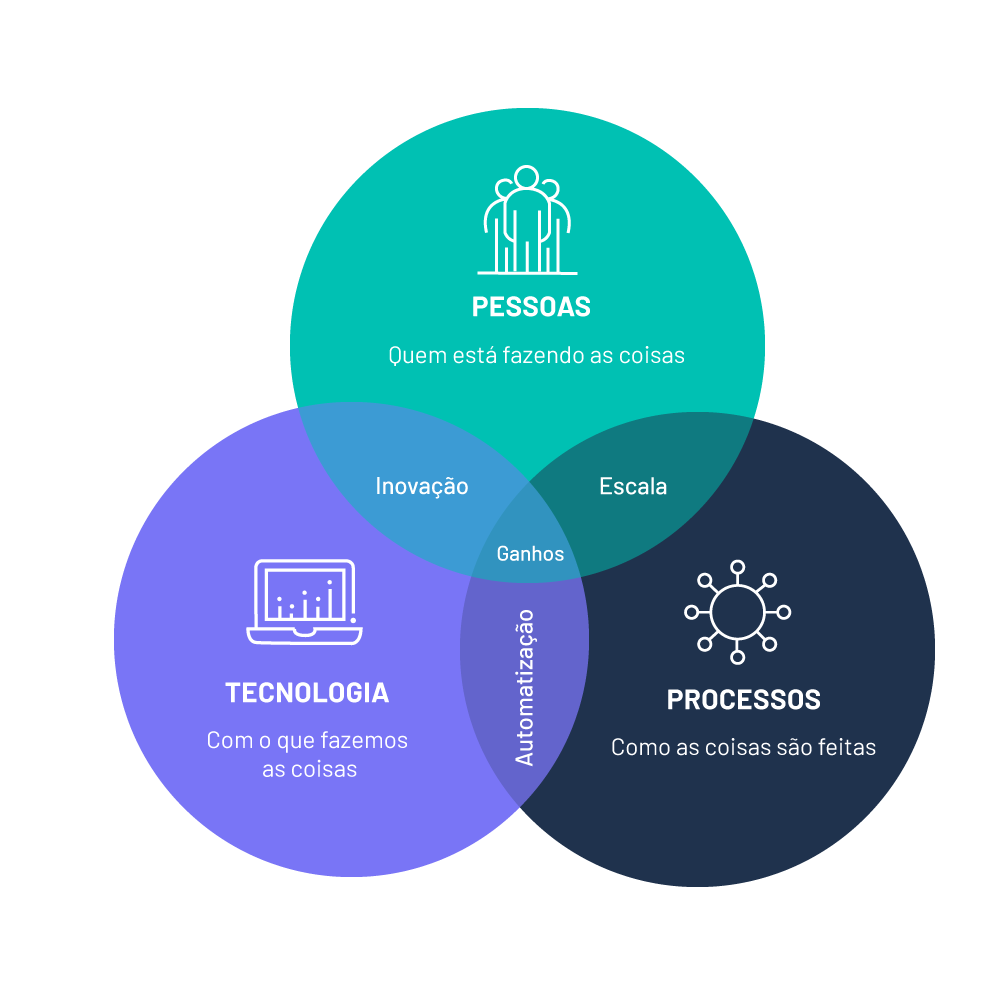 PESSOAS
Quem está fazendo as coisas
Inovação
Escala
Ganhos
Automatização
TECNOLOGIA
Com o que fazemos
as coisas
PROCESSOS
Como as coisas são feitas